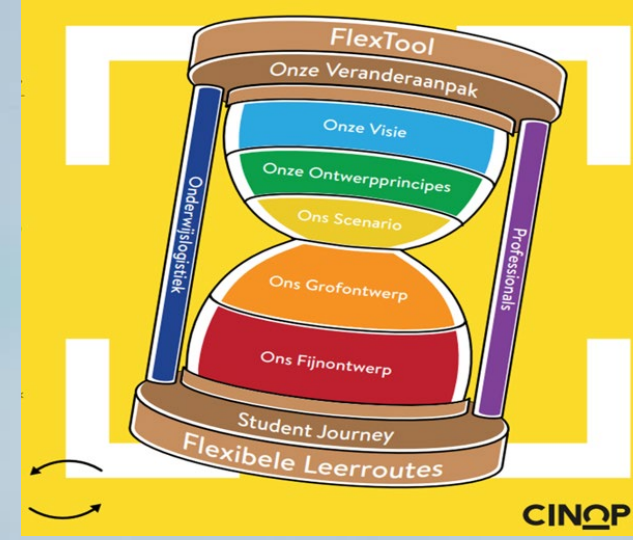 FlexTool
Onze Veranderaanpak
Onze Visie
Onze Ontwerpprincipes
Ons Scenario
Onderwijslogistiek
Professionals
Ons Grofontwerp
Ons Fijnontwerp
Student Journey
Flexibele Leerroutes
CINOP